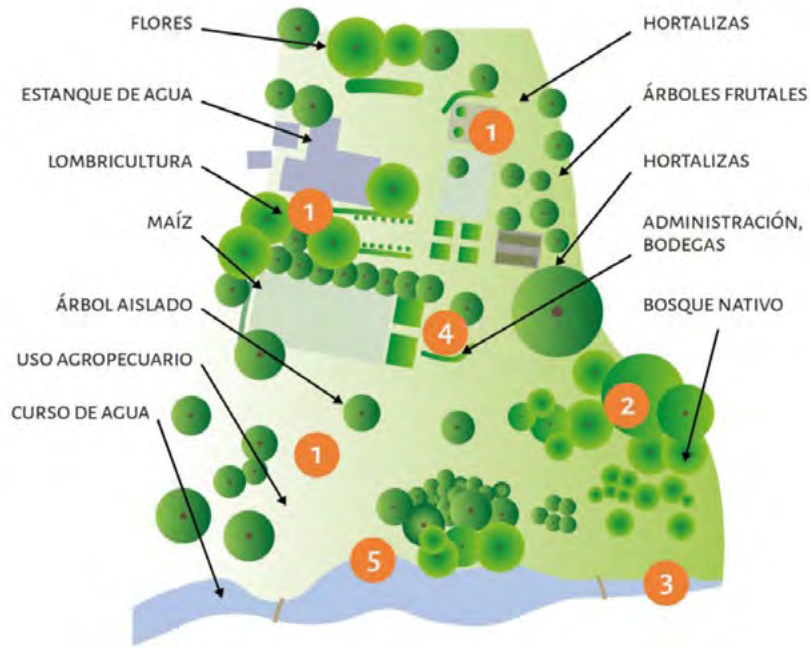 FLORES
ESTANQUE DE AGUA
LOMBRICULTURA
MAÍZ
ÁRBOL AISLADO
USO AGROPECUARIO
CURSO DE AGUA
HORTALIZAS
ÁRBOLES FRUTALES
HORTALIZAS
ADMINISTRACIÓN,
BODEGAS
BOSQUE NATIVO
1
1
4
2
1
5
3